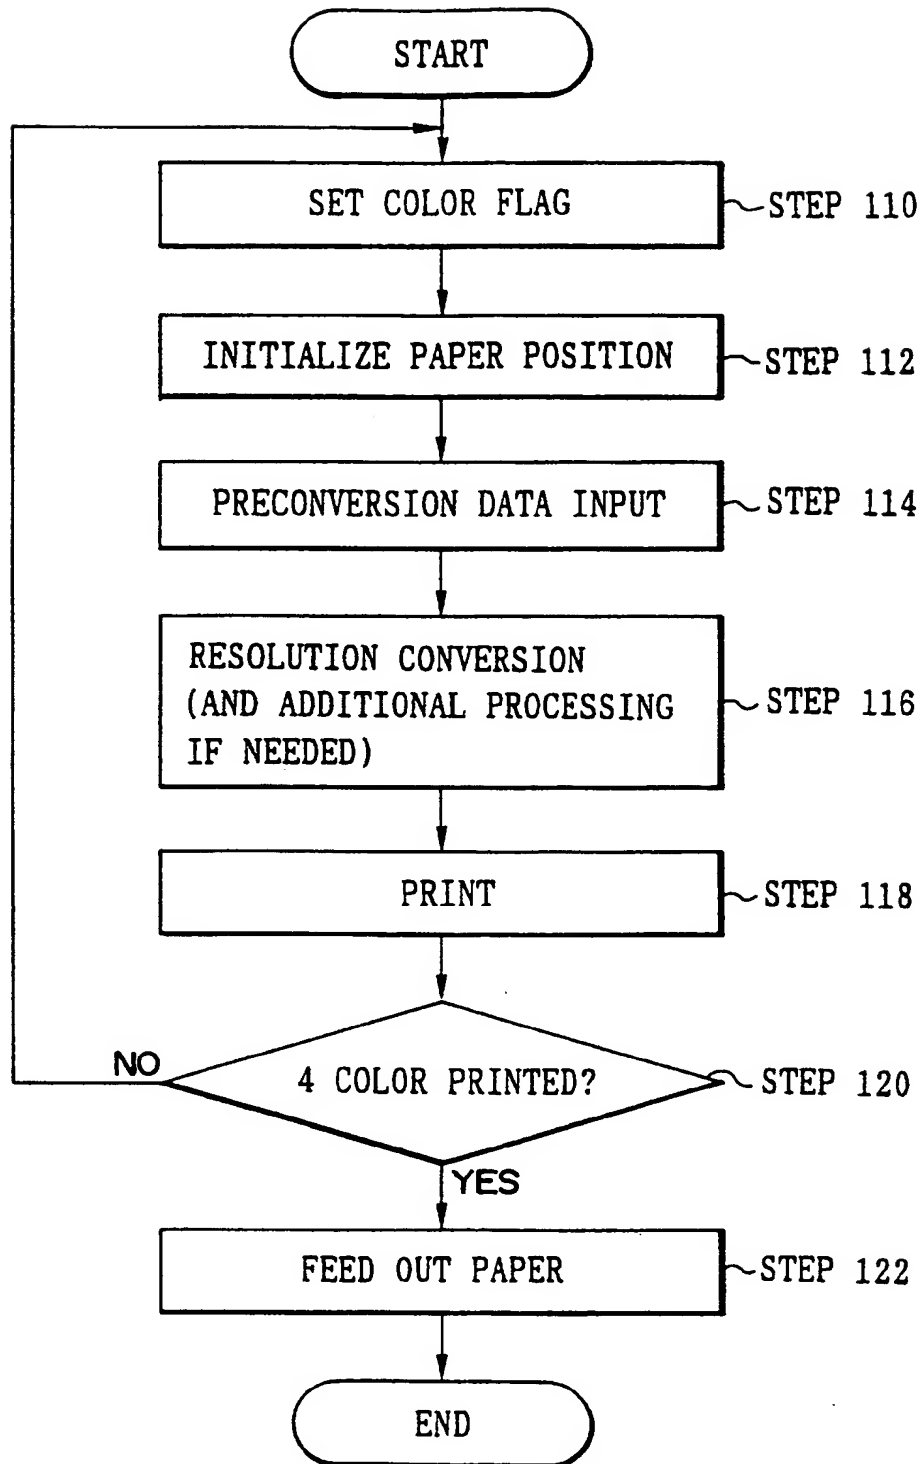 START
SET COLOR FLAG
STEP 110
INITIALIZE PAPER POSITION
STEP 112
PRECONVERSION DATA INPUT
STEP 114
RESOLUTION CONVERSION
(AND ADDITIONAL PROCESSING
IF NEEDED)
STEP 116
PRINT
STEP 118
NO
4 COLOR PRINTED?
STEP 120
YES
FEED OUT PAPER
STEP 122
END